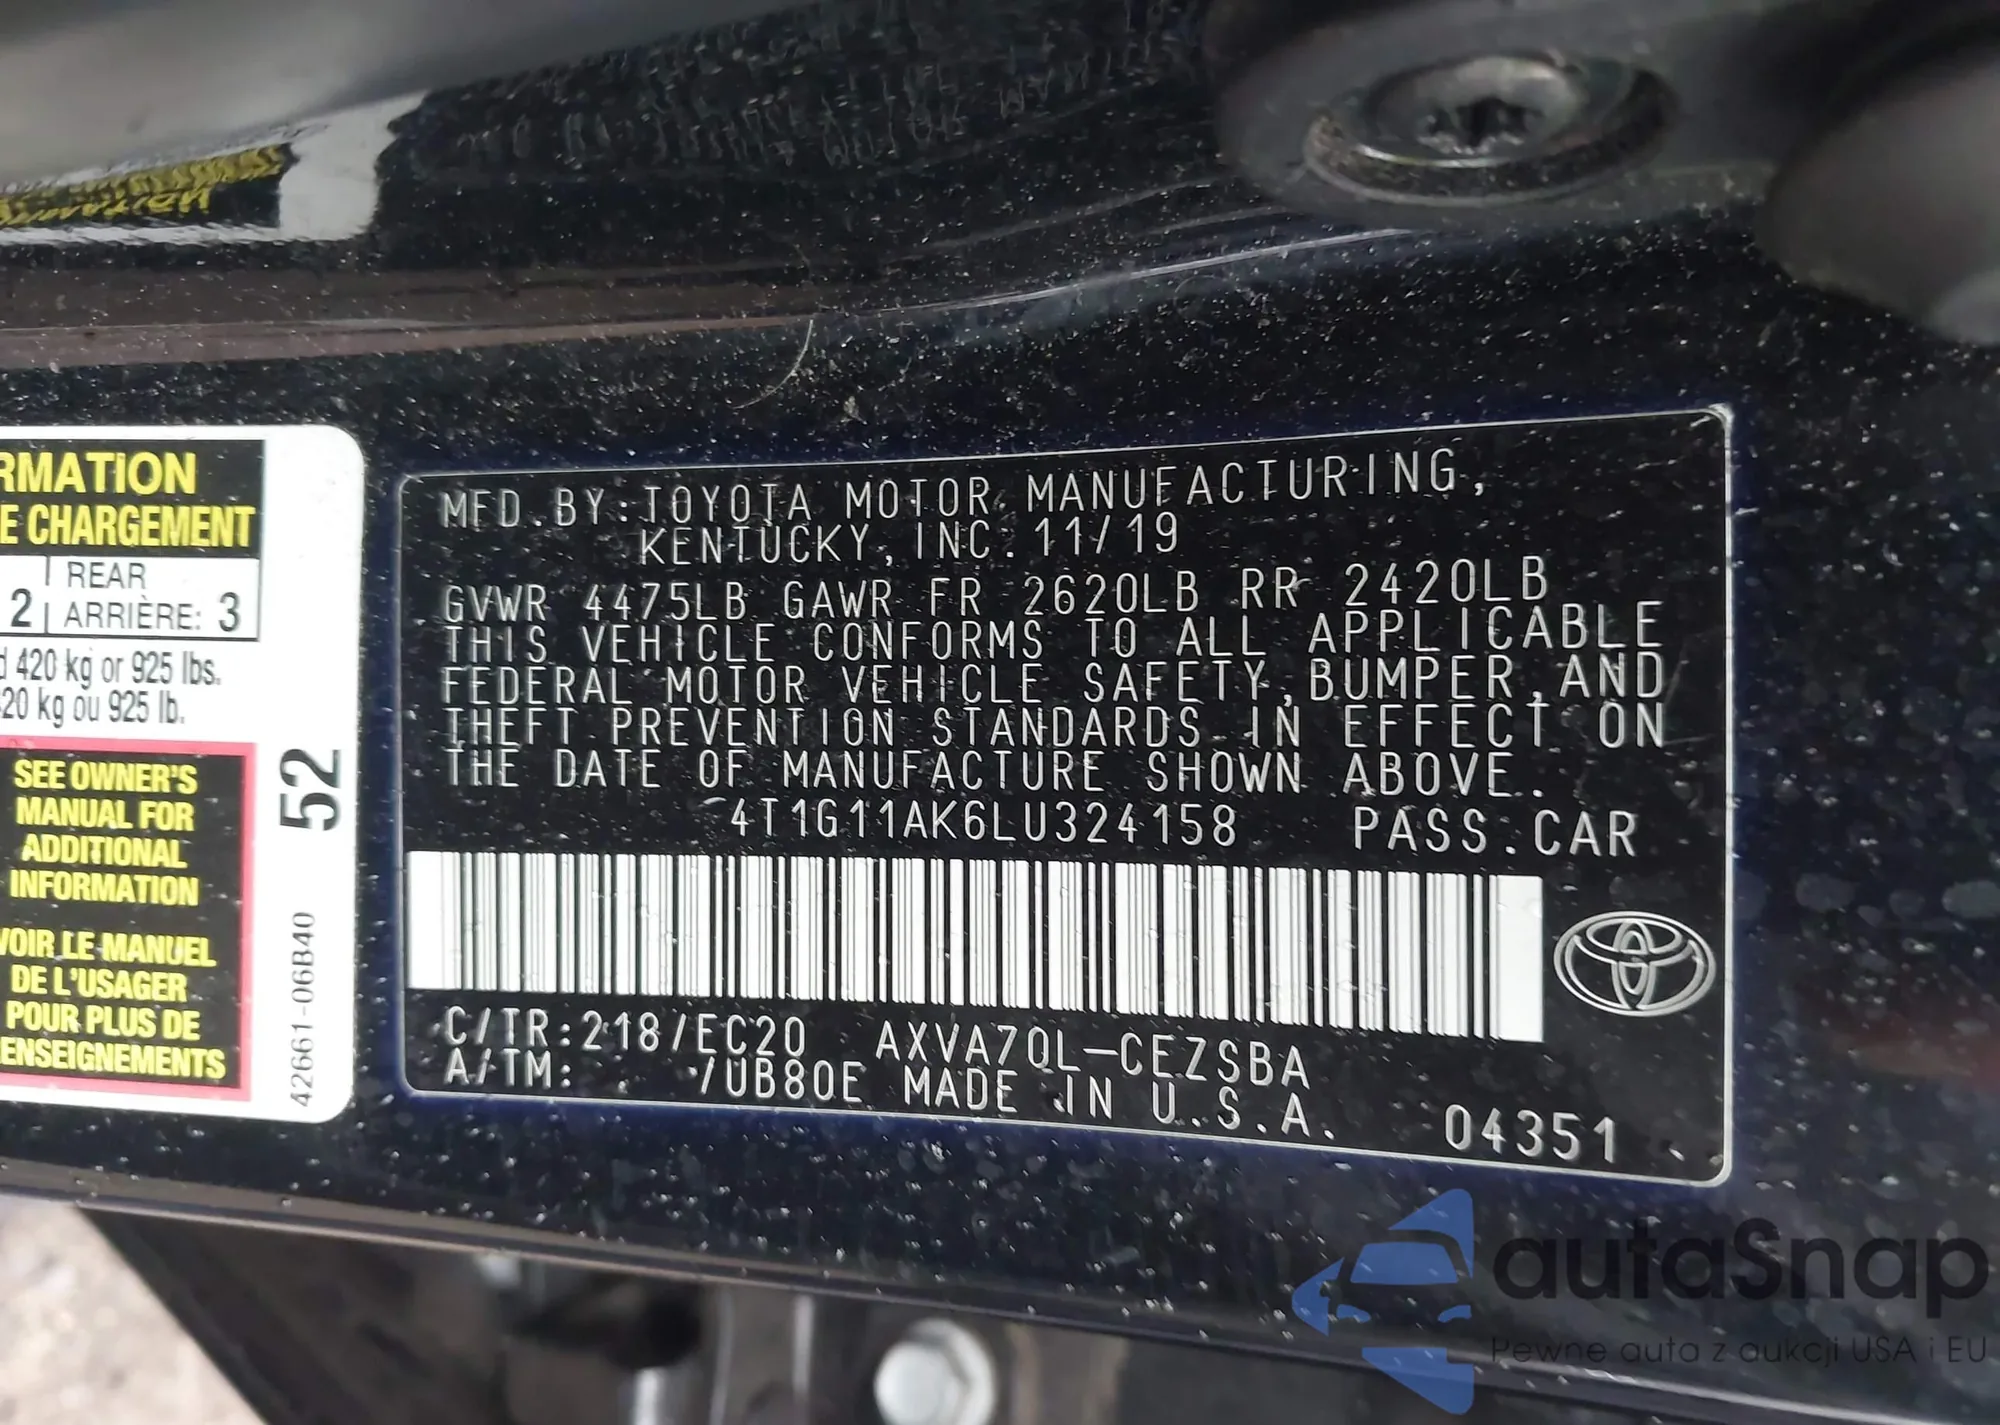 RMATION
E CHARGEMENT
2 REAR
ARRIÈRE: 3
d 420 kg or 925 lbs.
20 kg ou 925 lb.
SEE OWNER'S
MANUAL FOR
ADDITIONAL
INFORMATION
VOIR LE MANUEL
DE L'USAGER
POUR PLUS DE
ENSEIGNEMENTS
52
42661-06B40
MFD.BY:TOYOTA MOTOR MANUFACTURING,
KENTUCKY, INC. 11/19
GVWR 4475LB GAWR FR 2620LB RR 2420LB
THIS VEHICLE CONFORMS TO ALL APPLICABLE
FEDERAL MOTOR VEHICLE SAFETY,BUMPER,AND
THEFT PREVENTION STANDARDS IN EFFECT ON
THE DATE OF MANUFACTURE SHOWN ABOVE.
4T1G11AK6LU324158 PASS.CAR
C/TR:218/EC20 AXVA70L-CEZSBA
A/TM: /UB80E MADE IN U.S.A.
04351
autaSnap
Pewne auta z aukcji USA i EU